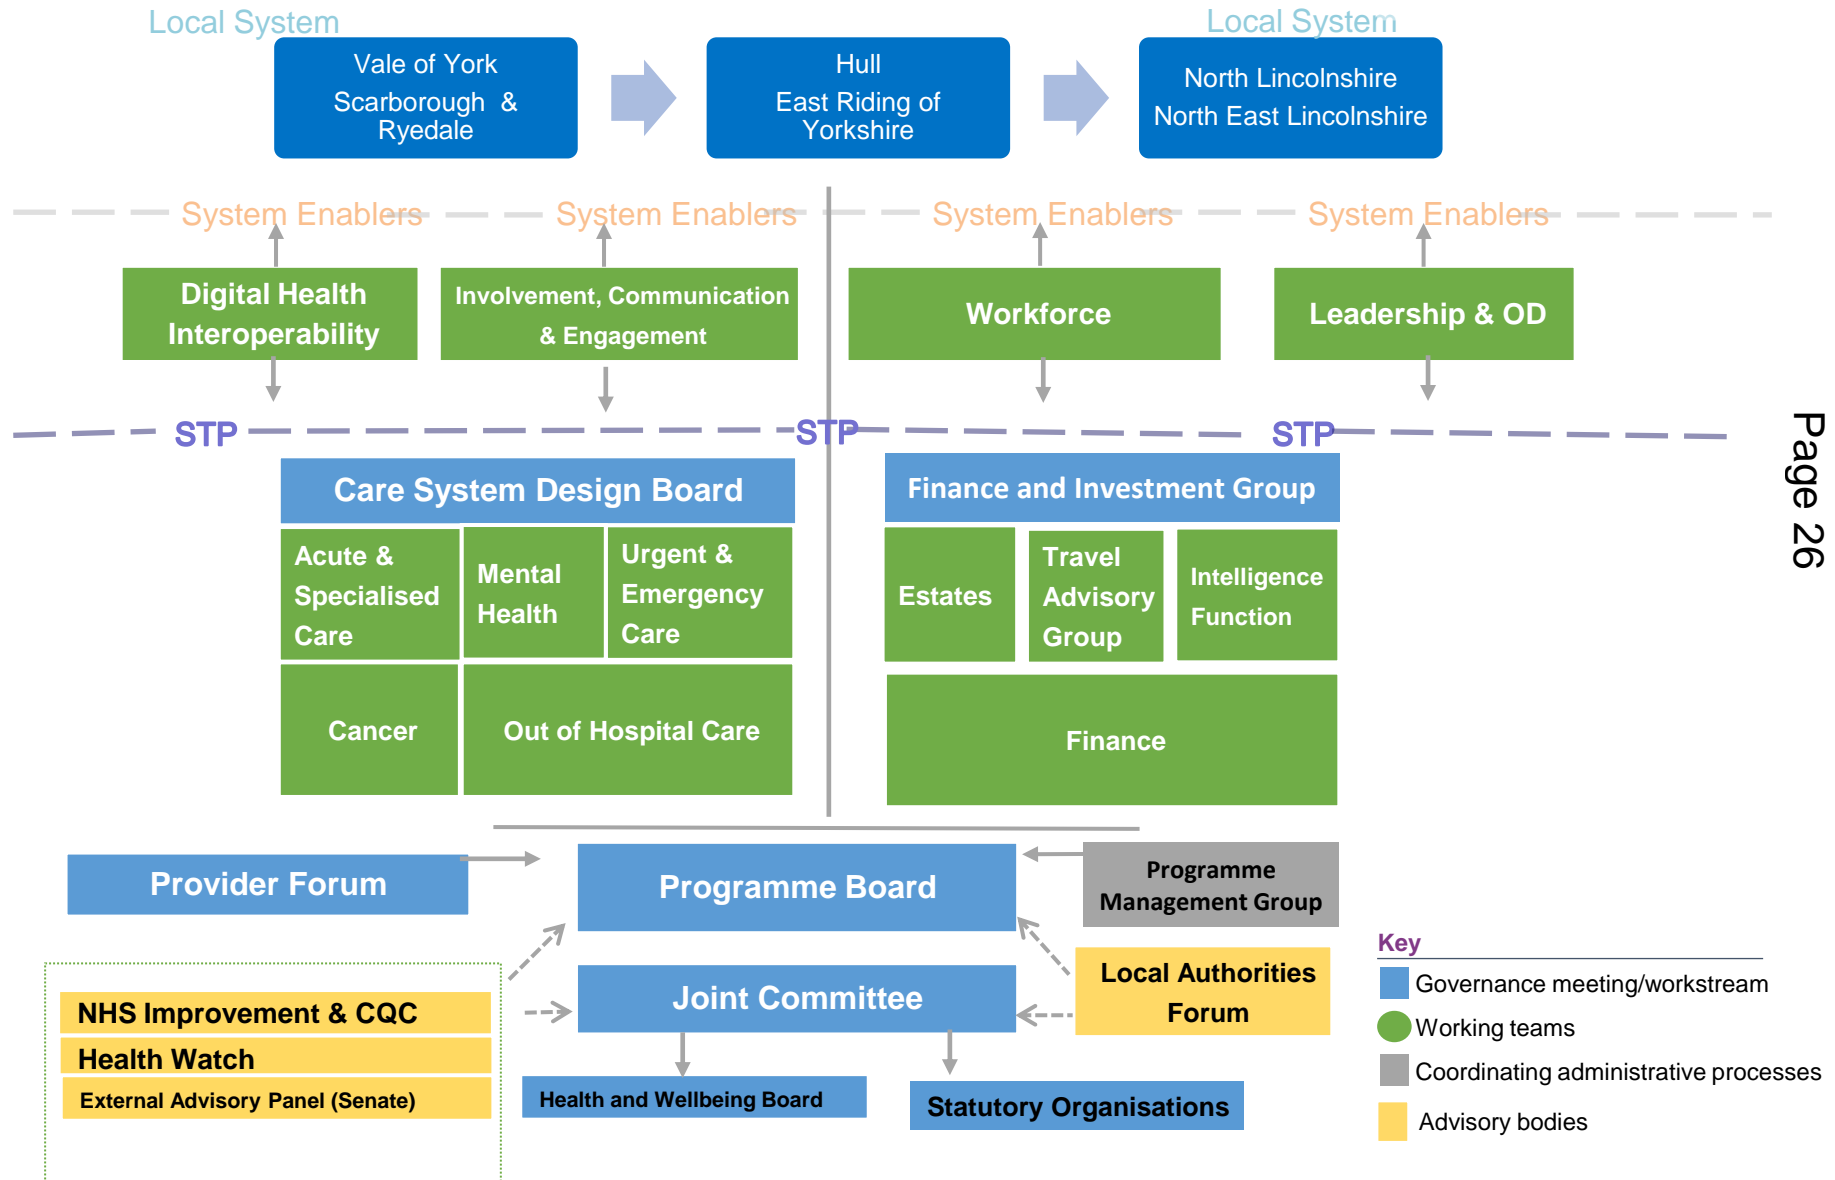 Local System
Local System
Vale of York
Scarborough & 
Ryedale
Hull
East Riding of
Yorkshire
North Lincolnshire
North East Lincolnshire
System Enablers
System Enablers
System Enablers
System Enablers
Digital Health
Interoperability
Involvement, Communication
& Engagement
Workforce
Leadership & OD
STP
STP
STP
Care System Design Board
Finance and Investment Group
Acute &
Specialised
Care
Mental
Health
Urgent &
Emergency
Care
Estates
Travel
Advisory
Group
Intelligence
Function
Cancer
Out of Hospital Care
Finance
Provider Forum
Programme Board
Programme
Management Group
NHS Improvement & CQC
Health Watch
External Advisory Panel (Senate)
Joint Committee
Local Authorities
Forum
Health and Wellbeing Board
Statutory Organisations
Key
Governance meeting/workstream
Working teams
Coordinating administrative processes
Advisory bodies
Page 26